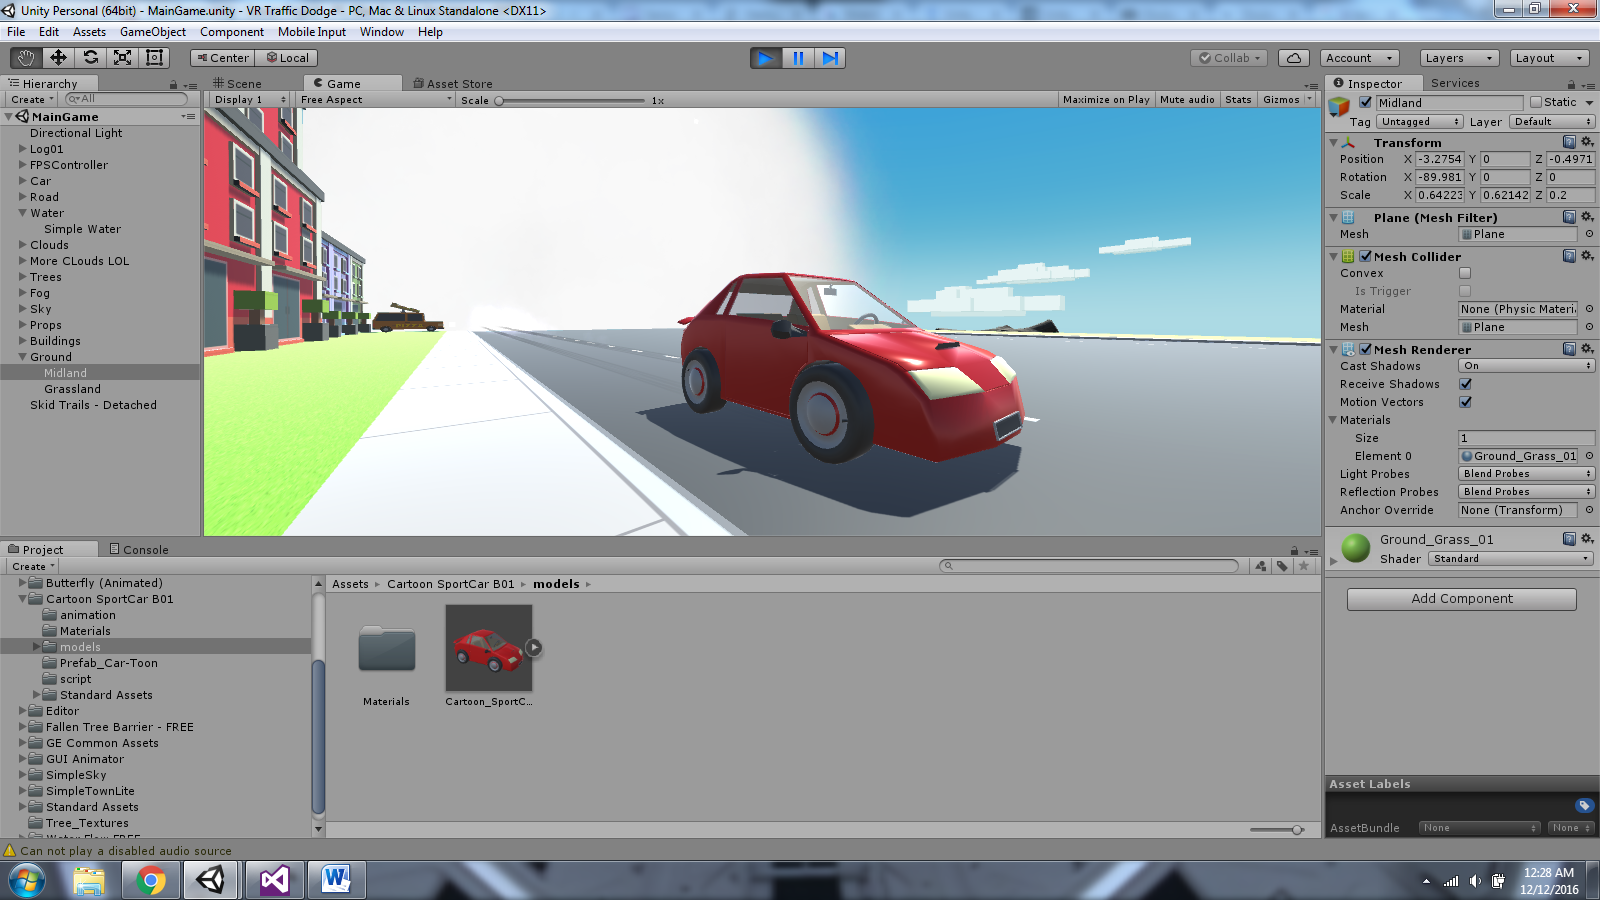 Unity Personal (64bit) - MainGame.unity - VR Traffic Dodge - PC, Mac & Linux Standalone <DX11>
File Edit Assets GameObject Component Mobile Input Window Help
Center Local
Collab Account Layers Layout
Hierarchy
Create All
MainGame
Directional Light
Log01
FPSController
Car
Road
Water
Simple Water
Clouds
More CLouds LOL
Trees
Fog
Sky
Props
Buildings
Ground
Midland
Grassland
Skid Trails - Detached
Scene Game Asset Store
Display 1 Free Aspect Scale 1x Maximize on Play Mute audio Stats Gizmos
Inspector Services
Midland Static
Tag Untagged Layer Default
Transform
Position X -3.2754 Y 0 Z -0.4971
Rotation X -89.981 Y 0 Z 0
Scale X 0.64223 Y 0.62142 Z 0.2
Plane (Mesh Filter)
Mesh Plane
Mesh Collider
Convex
Is Trigger
Material None (Physic Materi
Mesh Plane
Mesh Renderer
Cast Shadows On
Receive Shadows
Motion Vectors
Materials
Size 1
Element 0 Ground_Grass_01
Light Probes Blend Probes
Reflection Probes Blend Probes
Anchor Override None (Transform)
Ground_Grass_01
Shader Standard
Add Component
Asset Labels
AssetBundle None None
Project Console
Create
Butterfly (Animated)
Cartoon SportCar B01
animation
Materials
models
Prefab_Car-Toon
script
Standard Assets
Editor
Fallen Tree Barrier - FREE
GE Common Assets
GUI Animator
SimpleSky
SimpleTownLite
Standard Assets
Tree_Textures
Assets Cartoon SportCar B01 models
Materials Cartoon_SportC...
Can not play a disabled audio source
12:28 AM
12/12/2016